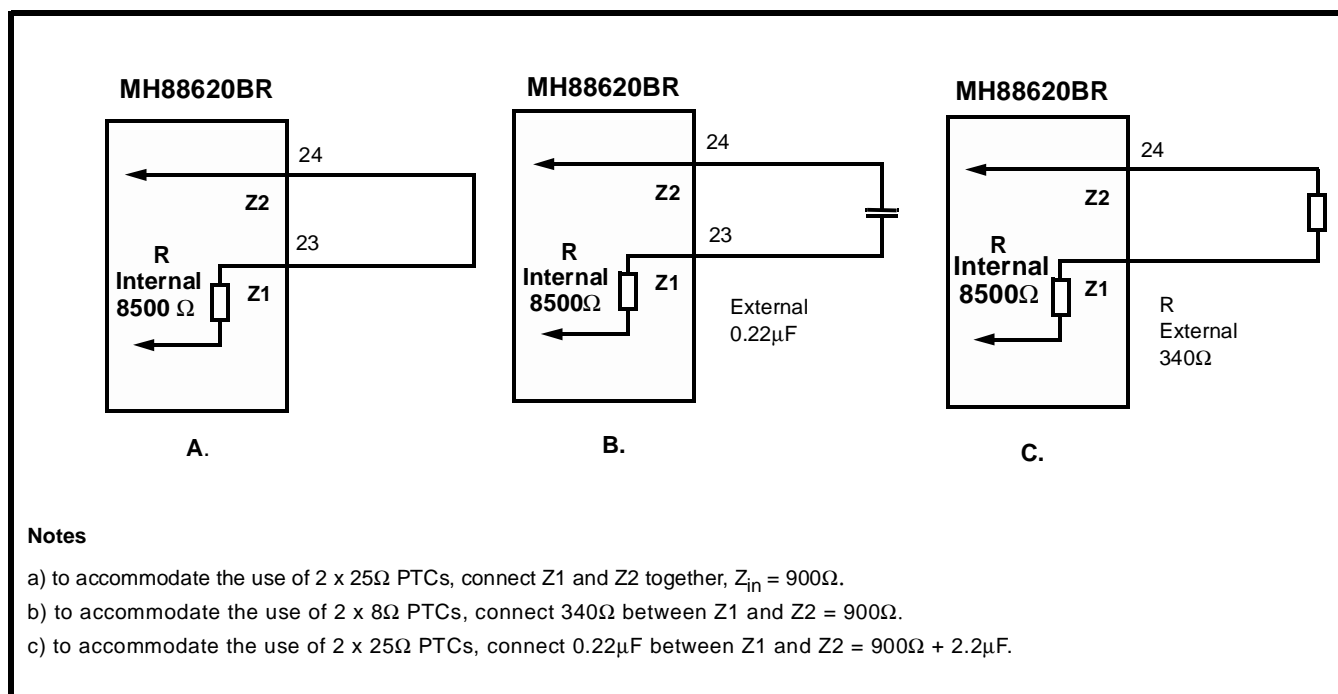 MH88620BR
24
Z2
23
R
Internal
8500 Ω
Z1
A.
MH88620BR
24
Z2
23
R
Internal
8500Ω
Z1
External
0.22μF
B.
MH88620BR
24
Z2
R
Internal
8500Ω
Z1
R
External
340Ω
C.
Notes
a) to accommodate the use of 2 x 25Ω PTCs, connect Z1 and Z2 together, Zin = 900Ω.
b) to accommodate the use of 2 x 8Ω PTCs, connect 340Ω between Z1 and Z2 = 900Ω.
c) to accommodate the use of 2 x 25Ω PTCs, connect 0.22μF between Z1 and Z2 = 900Ω + 2.2μF.